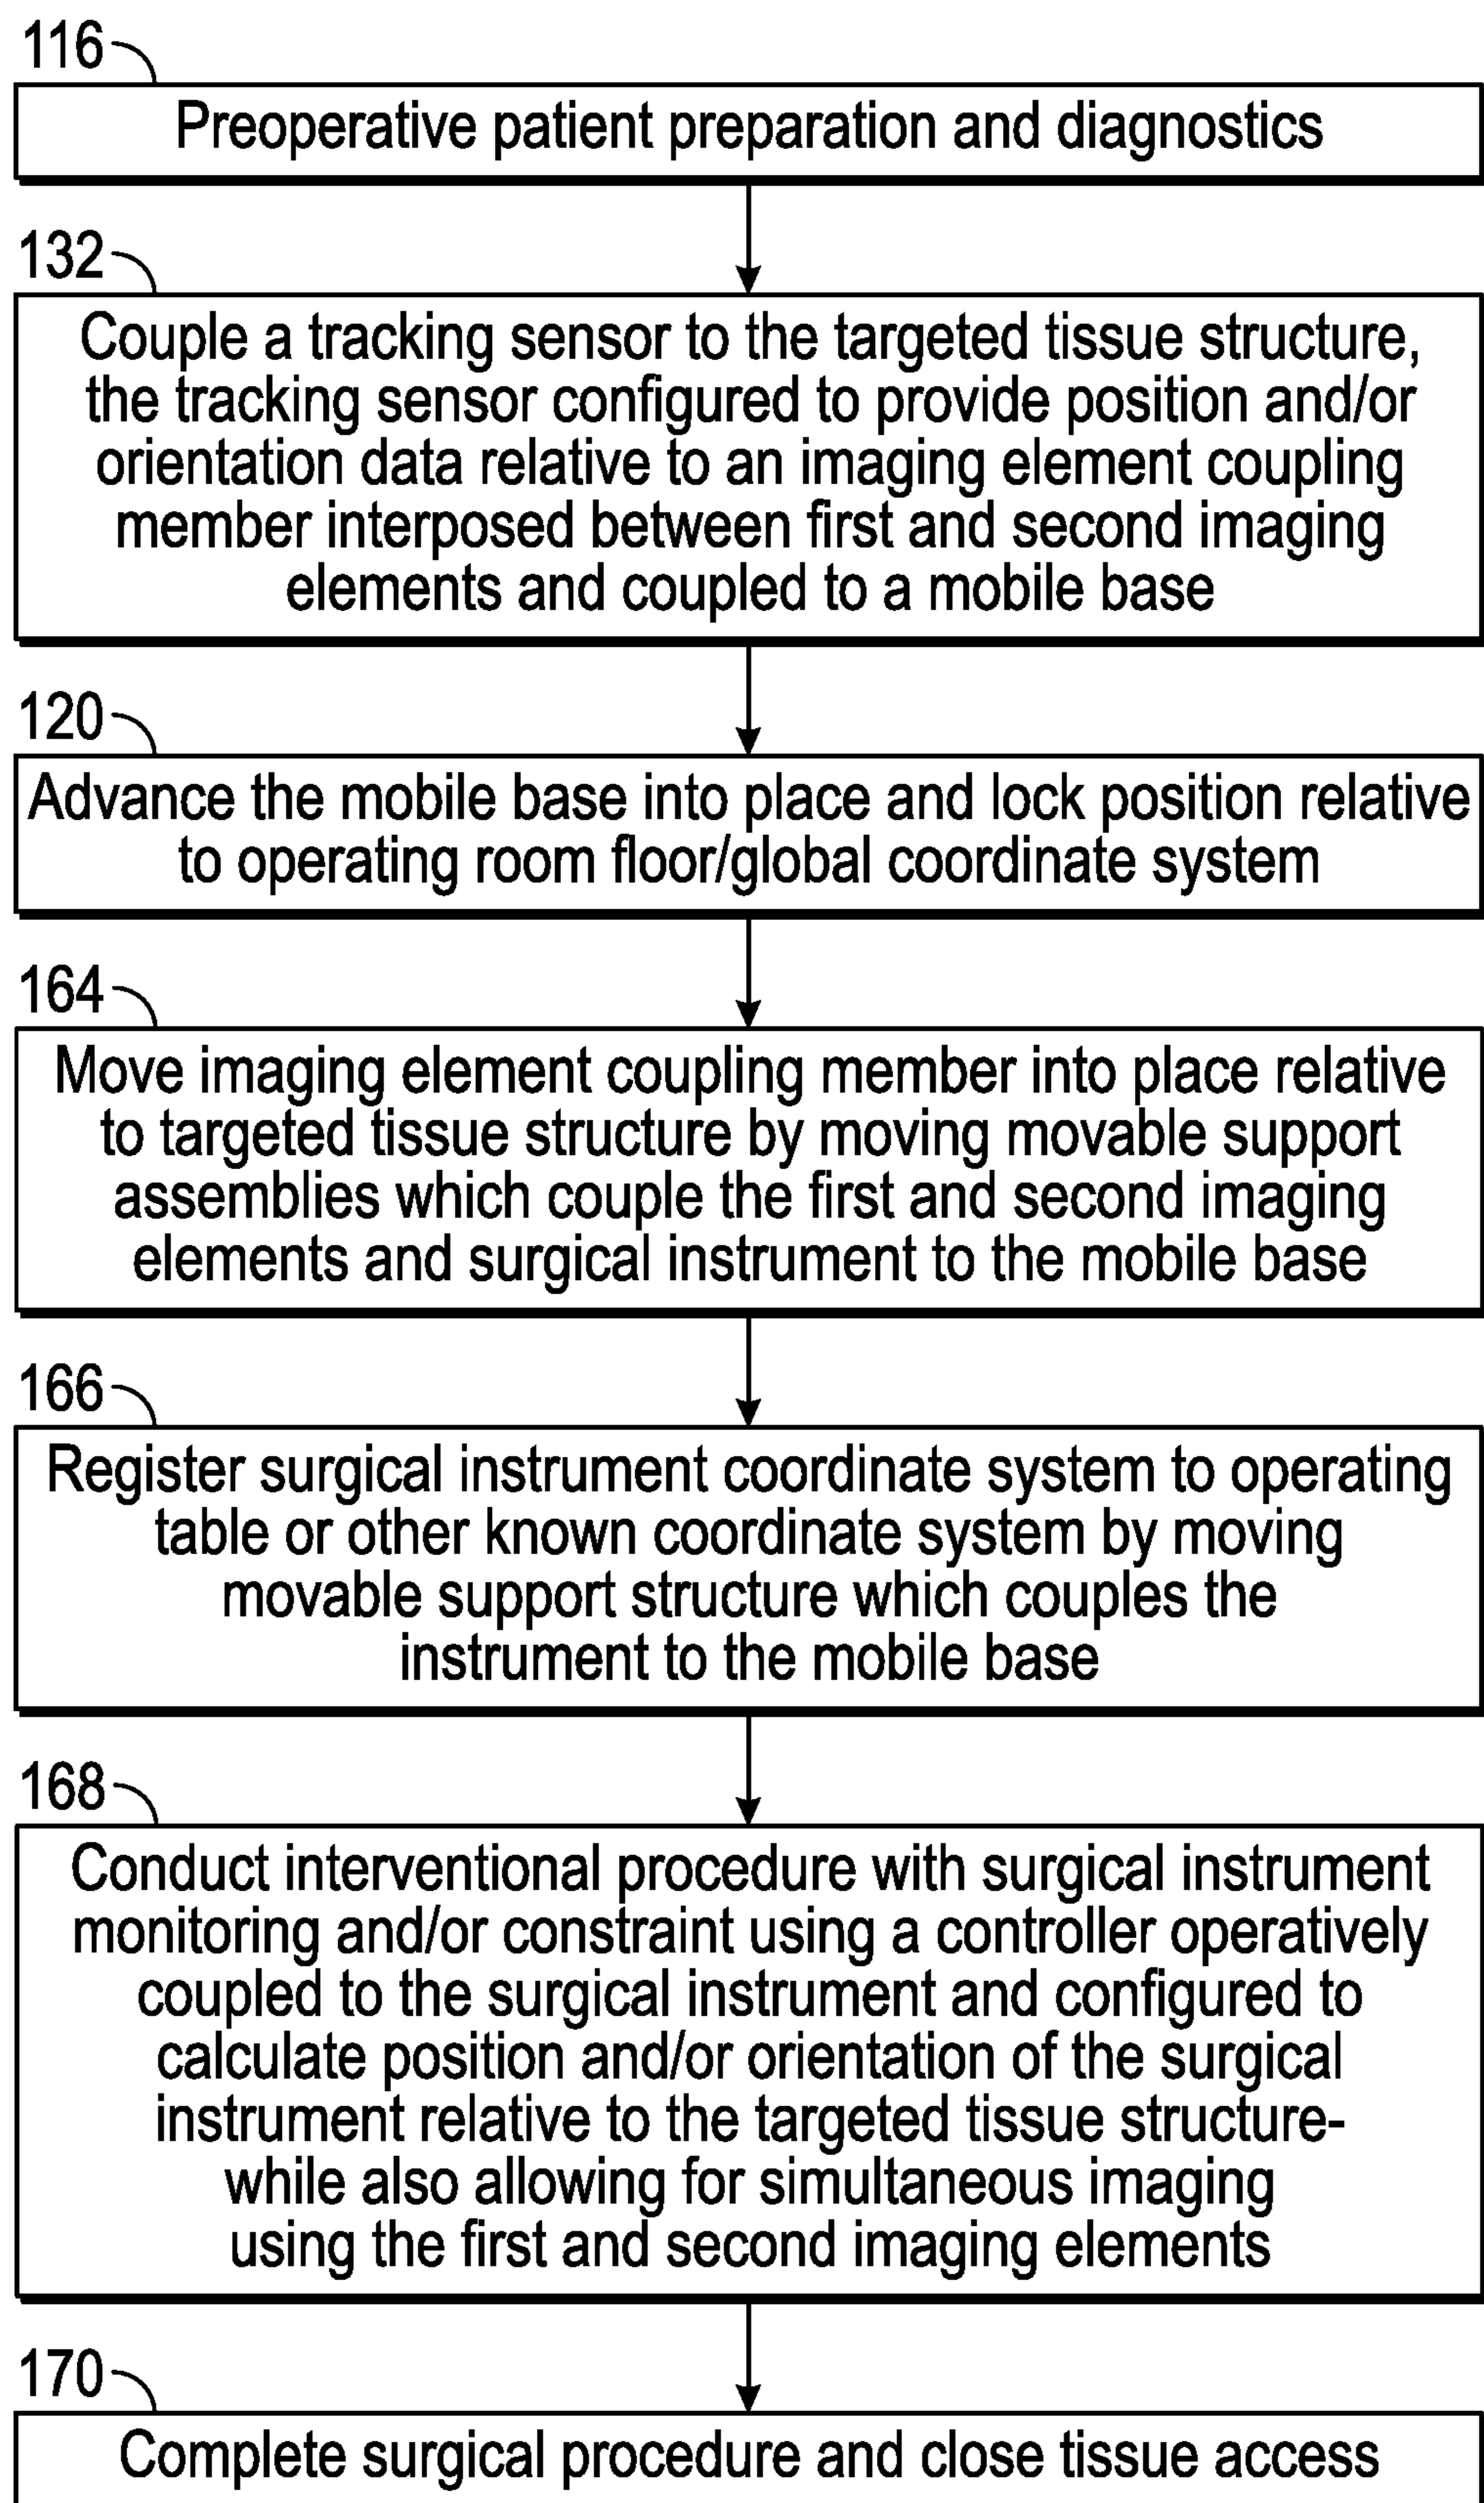 116
Preoperative patient preparation and diagnostics
132
Couple a tracking sensor to the targeted tissue structure,
the tracking sensor configured to provide position and/or
orientation data relative to an imaging element coupling
member interposed between first and second imaging
elements and coupled to a mobile base
120
Advance the mobile base into place and lock position relative
to operating room floor/global coordinate system
164
Move imaging element coupling member into place relative
to targeted tissue structure by moving movable support
assemblies which couple the first and second imaging
elements and surgical instrument to the mobile base
166
Register surgical instrument coordinate system to operating
table or other known coordinate system by moving
movable support structure which couples the
instrument to the mobile base
168
Conduct interventional procedure with surgical instrument
monitoring and/or constraint using a controller operatively
coupled to the surgical instrument and configured to
calculate position and/or orientation of the surgical
instrument relative to the targeted tissue structure-
while also allowing for simultaneous imaging
using the first and second imaging elements
170
Complete surgical procedure and close tissue access